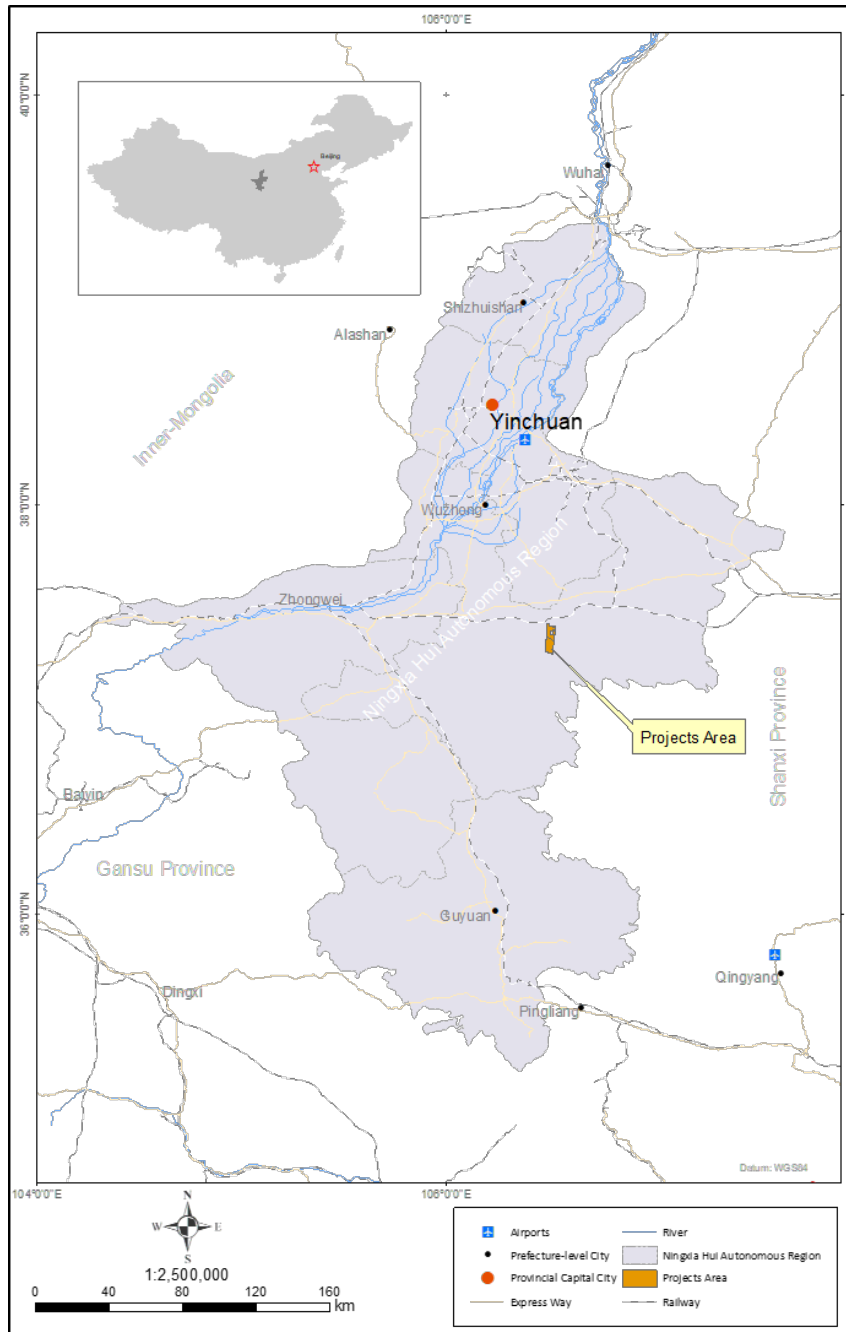 106°0'0"E
40°0'0"N
Beijing
Wuhai
Shizhuishan
Alashan
Inner-Mongolia
Yinchuan
38°0'0"N
WuZhong
Ningxia Hui Autonomous Region
Zhongwei
Projects Area
Shanxi Province
Baiyin
Gansu Province
36°0'0"N
Guyuan
Qingyang
Dingxi
Pingliang
Datum: WGS84
104°0'0"E
106°0'0"E
N
W E
S
1:2,500,000
0 40 80 120 160
km
Airports
River
Prefecture-level City
Ningxia Hui Autonomous Region
Provincial Capital City
Projects Area
Express Way
Railway